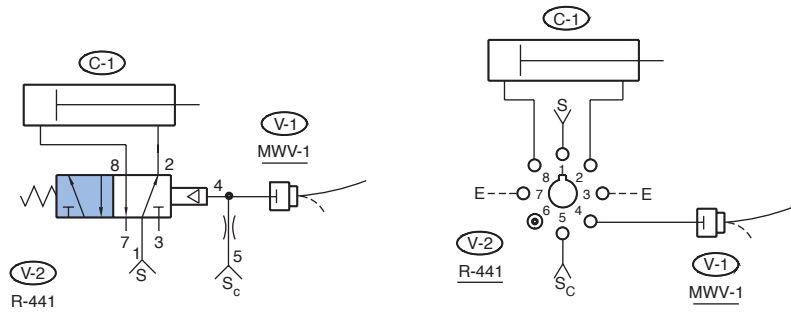 C-1
V-1
MWV-1
8 2
4
7 1 3
S
5
Sc
V-2
R-441
C-1
S
1
8 2
E 7 3 E
6 5 4
V-2
R-441
Sc
V-1
MWV-1